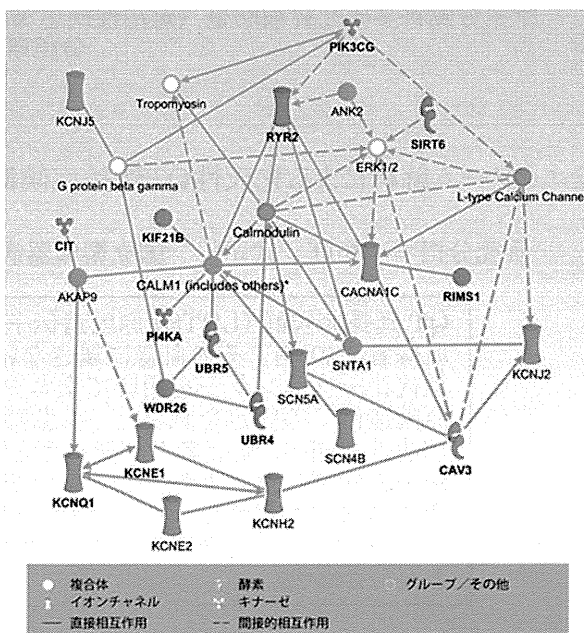 PIK3CG
Tropomyosin
KCNJ5
ANK2
RYR2
SIRT6
ERK1/2
G protein beta gamma
L-type Calcium Channel
KIF21B
Calmodulin
CIT
AKAP9
CALM1 (includes others)*
CACNA1C
RIMS1
PI4KA
UBR5
SNTA1
KCNJ2
WDR26
SCN5A
UBR4
SCN4B
CAV3
KCNE1
KCNQ1
KCNH2
KCNE2
複合体 酵素 グループ/その他
イオンチャネル キナーゼ
直接相互作用 間接的相互作用